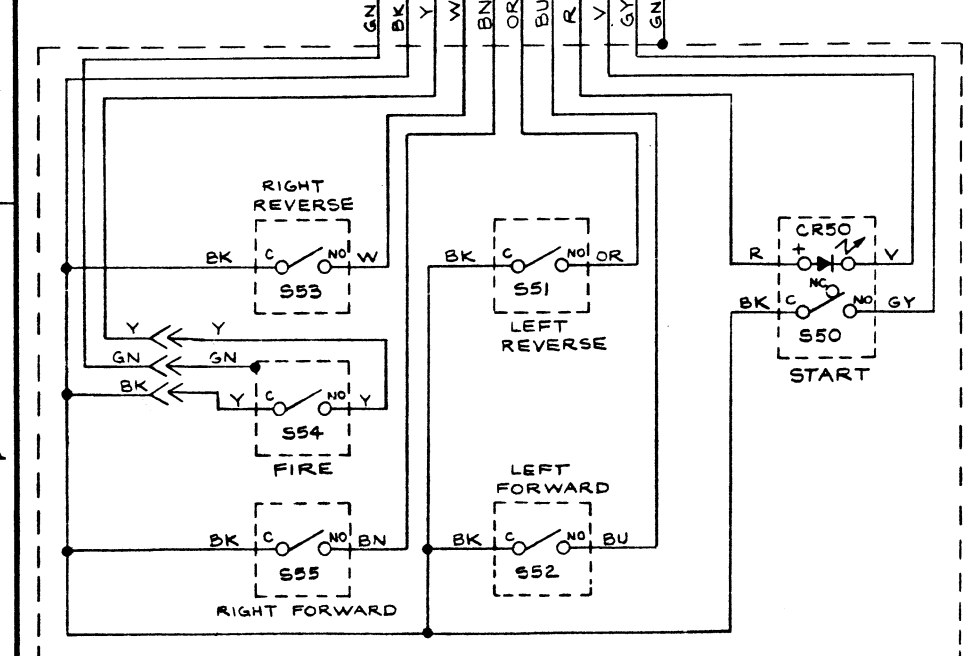 GN BK Y W BN OR BU R V GY GN
RIGHT
REVERSE
BK C NO W
S53
BK C NO OR
S51
LEFT
REVERSE
CR50
R + V
NC
BK C NO GY
S50
START
Y Y
GN GN
BK Y C NO Y
S54
FIRE
LEFT
FORWARD
BK C NO BN
S55
RIGHT FORWARD
BK C NO BU
S52